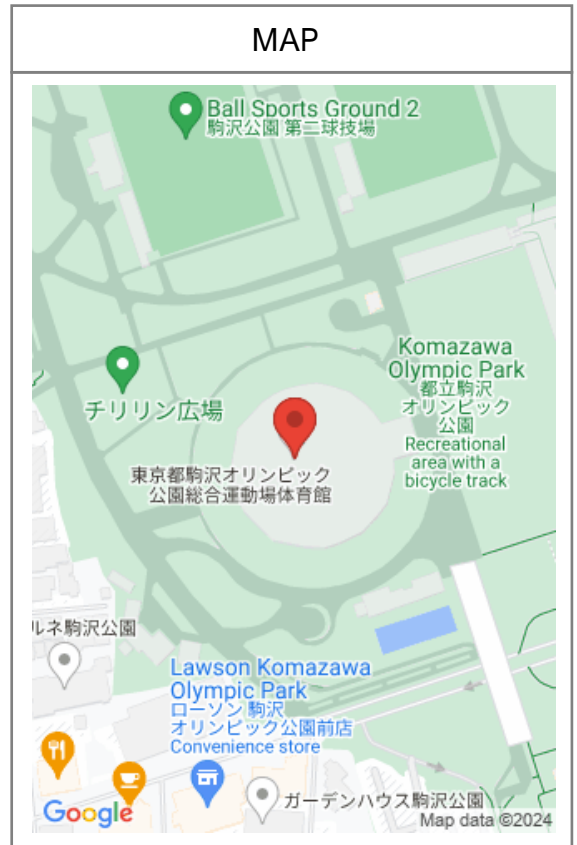 MAP
Ball Sports Ground 2
駒沢公園 第二球技場
Komazawa
Olympic Park
都立駒沢
オリンピック
公園
Recreational
area with a
bicycle track
チリリン広場
東京都駒沢オリンピック
公園総合運動場体育館
ルネ駒沢公園
Lawson Komazawa
Olympic Park
ローソン 駒沢
オリンピック公園前店
Convenience store
ガーデンハウス駒沢公園
Google
Map data ©2024